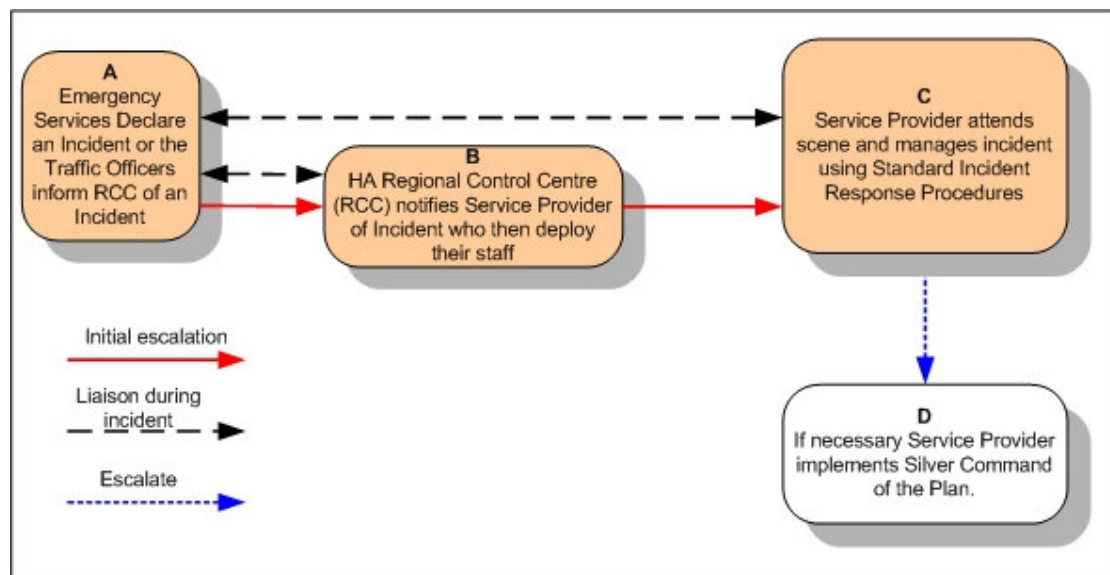 A
Emergency
Services Declare
an Incident or the
Traffic Officers
inform RCC of an
Incident
B
HA Regional Control Centre
(RCC) notifies Service Provider
of Incident who then deploy
their staff
C
Service Provider attends
scene and manages incident
using Standard Incident
Response Procedures
Initial escalation
Liaison during
incident
Escalate
D
If necessary Service Provider
implements Silver Command
of the Plan.